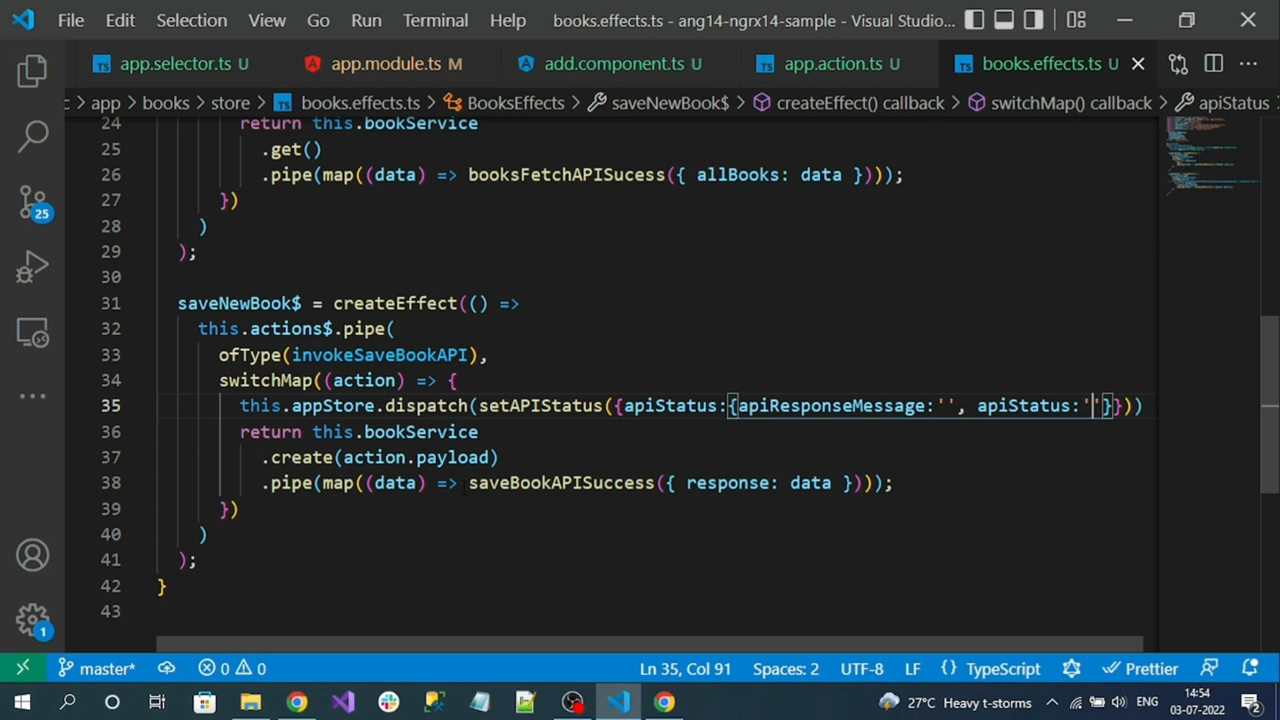 File Edit Selection View Go Run Terminal Help books.effects.ts - ang14-ngrx14-sample - Visual Studio...
TS app.selector.ts U app.module.ts M TS add.component.ts U TS app.action.ts U TS books.effects.ts U
c > app > books > store > TS books.effects.ts > BooksEffects > saveNewBook$ > createEffect() callback > switchMap() callback > apiStatus
24 return this.bookService
25 .get()
26 .pipe(map((data) => booksFetchAPISucess({ allBooks: data })));
27 })
28 )
29 );
30
31 saveNewBook$ = createEffect(() =>
32 this.actions$.pipe(
33 ofType(invokeSaveBookAPI),
34 switchMap((action) => {
35 this.appStore.dispatch(setAPIStatus({apiStatus:{apiResponseMessage:'', apiStatus:''}}))
36 return this.bookService
37 .create(action.payload)
38 .pipe(map((data) => saveBookAPISuccess({ response: data })));
39 })
40 )
41 );
42 }
43
25
1
master* 0 0 Ln 35, Col 91 Spaces: 2 UTF-8 LF {} TypeScript Prettier
27°C Heavy t-storms ENG 14:54
03-07-2022 2